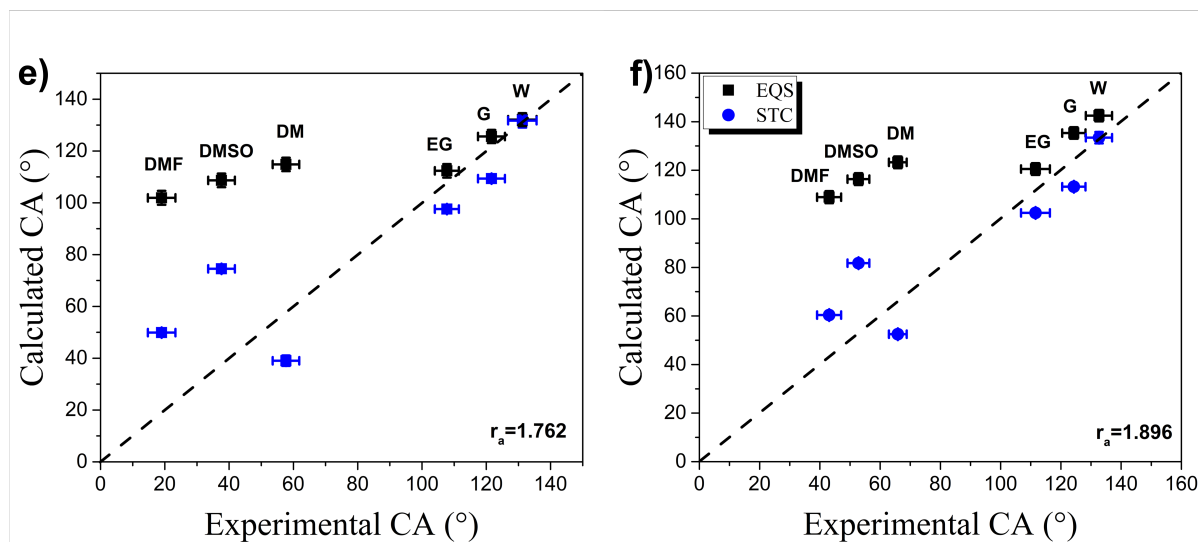 e)
Calculated CA (°)
140
120
100
80
60
40
20
0
0 20 40 60 80 100 120 140
Experimental CA (°)
DMF
DMSO
DM
EG
G
W
r_a=1.762
f)
Calculated CA (°)
160
140
120
100
80
60
40
20
0
0 20 40 60 80 100 120 140 160
Experimental CA (°)
EQS
STC
DMF
DMSO
DM
EG
G
W
r_a=1.896